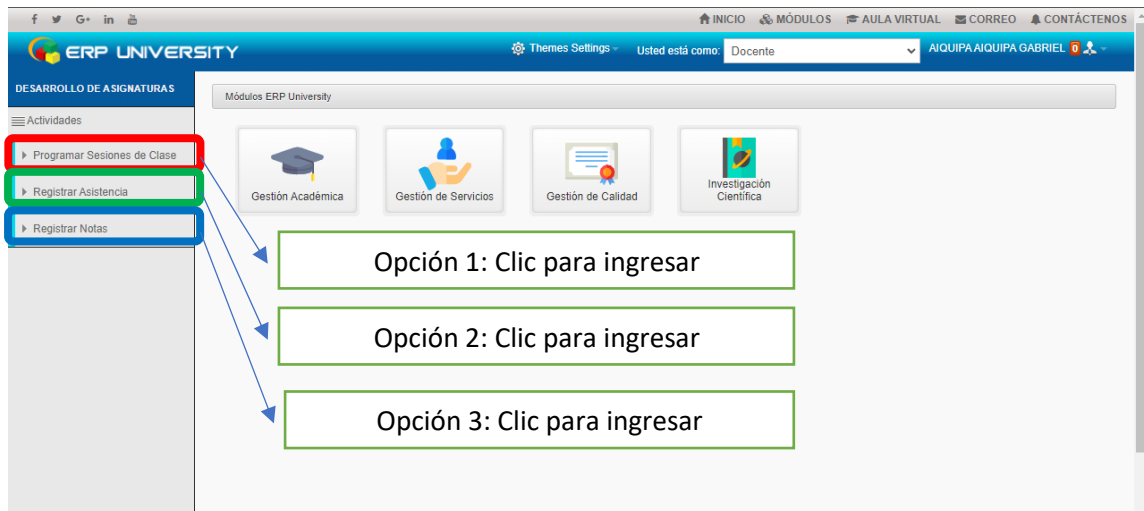 INICIO MÓDULOS AULA VIRTUAL CORREO CONTÁCTENOS
ERP UNIVERSITY Themes Settings Usted está como: Docente AIQUIPA AIQUIPA GABRIEL 0
DESARROLLO DE ASIGNATURAS
Módulos ERP University
Actividades
Programar Sesiones de Clase
Registrar Asistencia
Registrar Notas
Gestión Académica
Gestión de Servicios
Gestión de Calidad
Investigación
Científica
Opción 1: Clic para ingresar
Opción 2: Clic para ingresar
Opción 3: Clic para ingresar